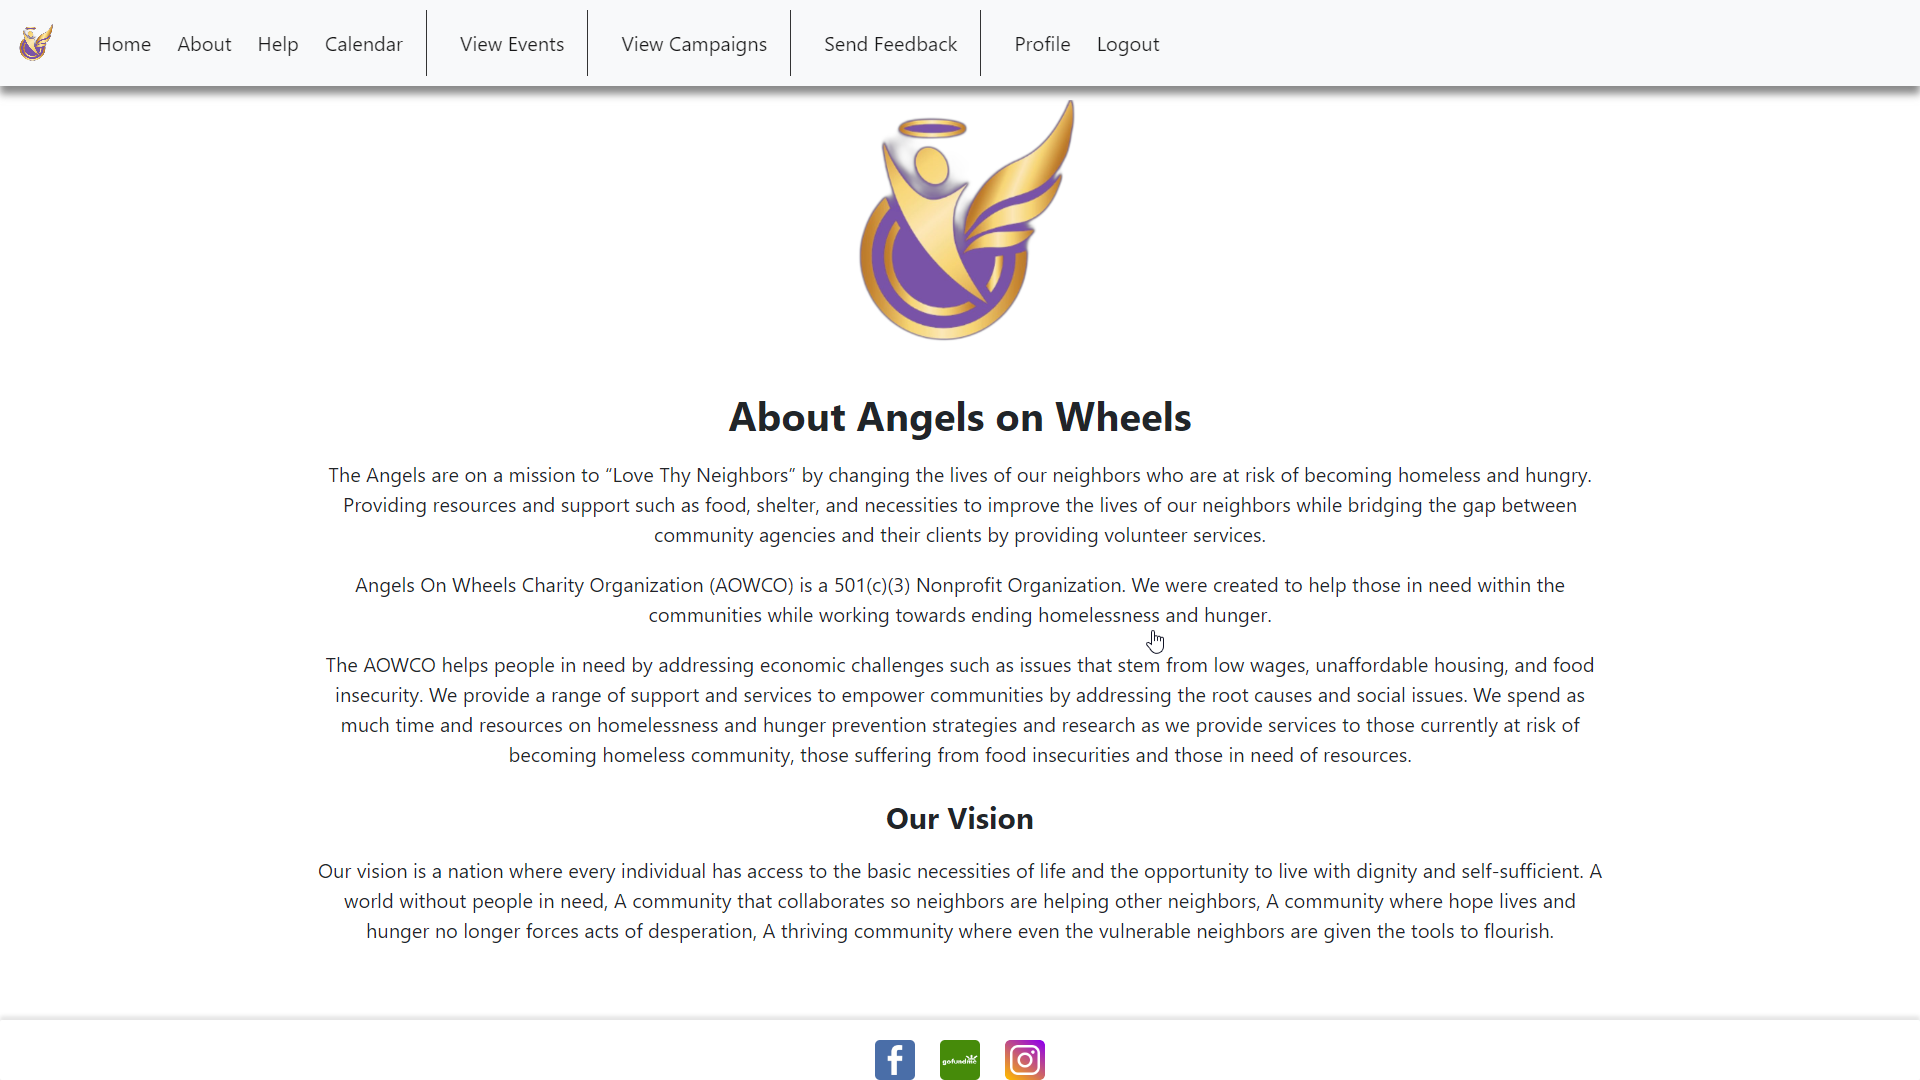 Home About Help Calendar View Events View Campaigns Send Feedback Profile Logout
About Angels on Wheels
The Angels are on a mission to “Love Thy Neighbors” by changing the lives of our neighbors who are at risk of becoming homeless and hungry.
Providing resources and support such as food, shelter, and necessities to improve the lives of our neighbors while bridging the gap between
community agencies and their clients by providing volunteer services.
Angels On Wheels Charity Organization (AOWCO) is a 501(c)(3) Nonprofit Organization. We were created to help those in need within the
communities while working towards ending homelessness and hunger.
The AOWCO helps people in need by addressing economic challenges such as issues that stem from low wages, unaffordable housing, and food
insecurity. We provide a range of support and services to empower communities by addressing the root causes and social issues. We spend as
much time and resources on homelessness and hunger prevention strategies and research as we provide services to those currently at risk of
becoming homeless community, those suffering from food insecurities and those in need of resources.
Our Vision
Our vision is a nation where every individual has access to the basic necessities of life and the opportunity to live with dignity and self-sufficient. A
world without people in need, A community that collaborates so neighbors are helping other neighbors, A community where hope lives and
hunger no longer forces acts of desperation, A thriving community where even the vulnerable neighbors are given the tools to flourish.
gofundme